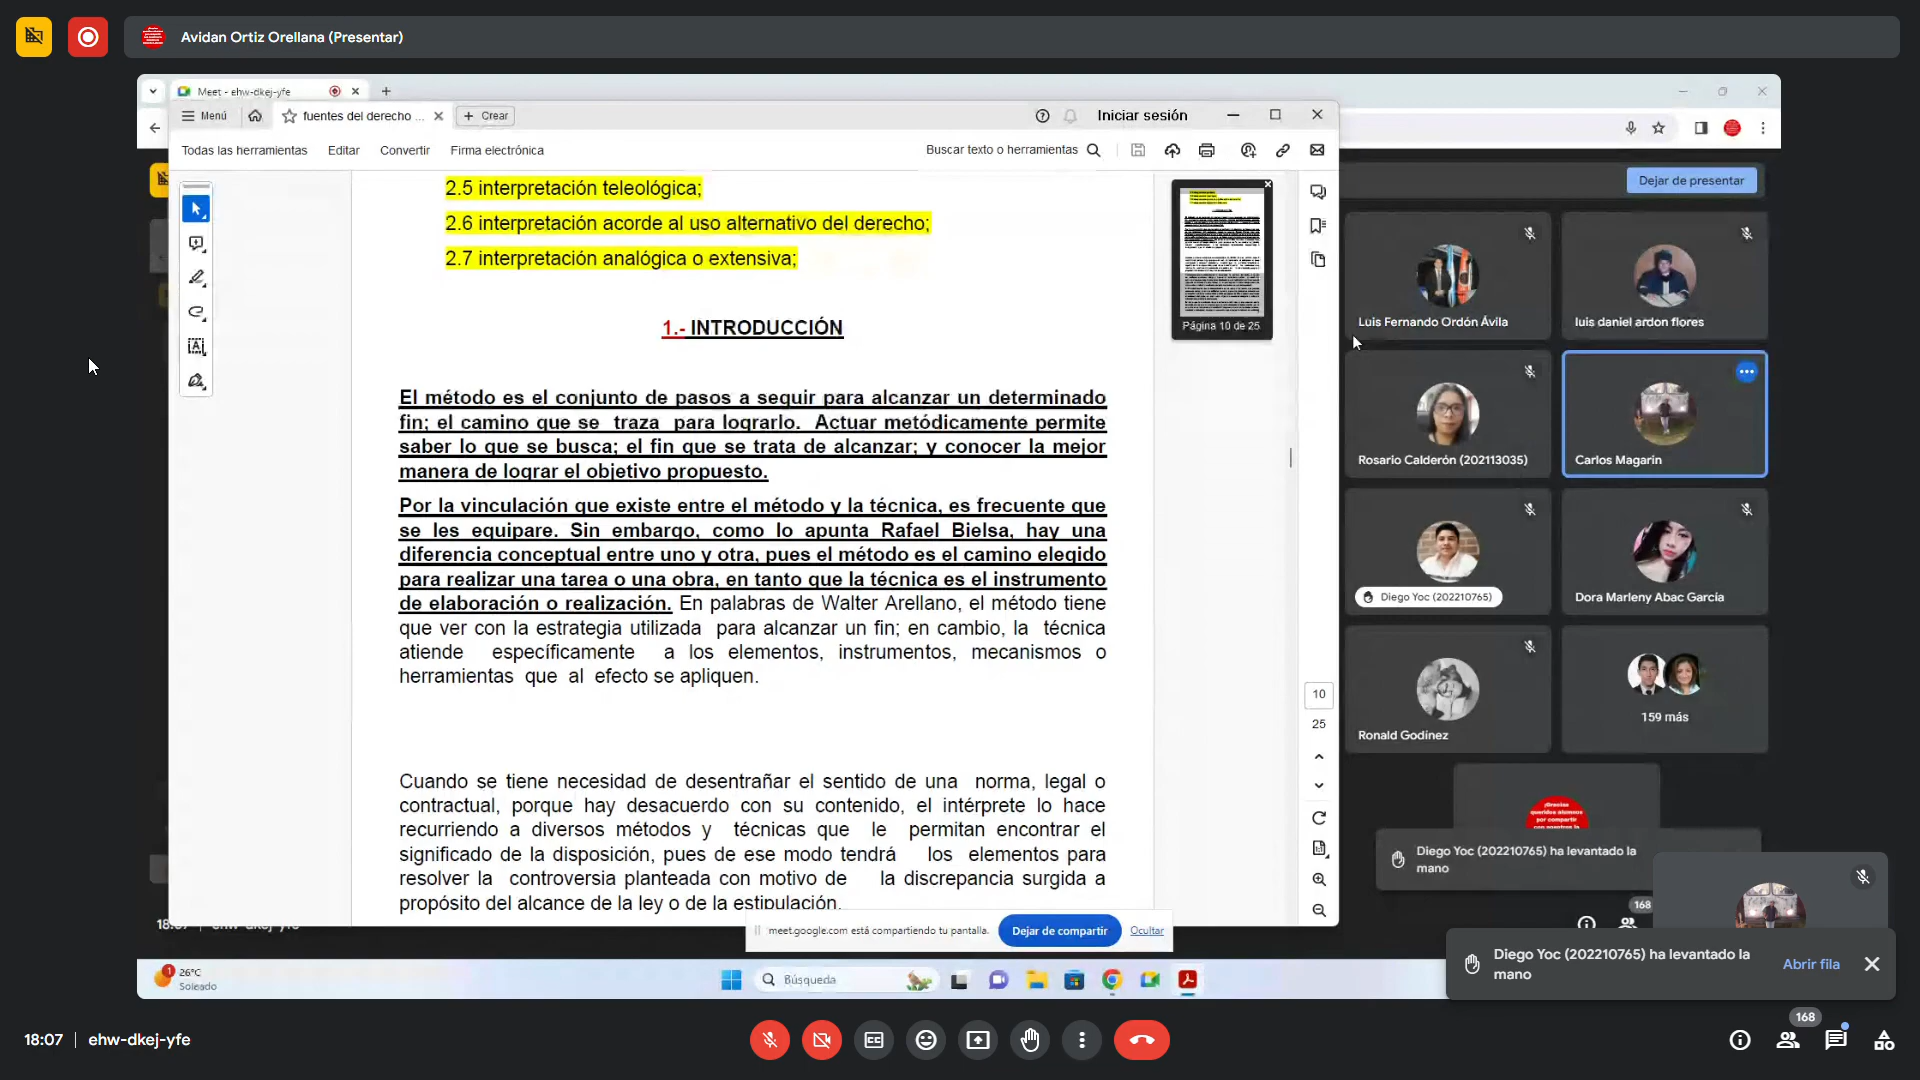 Avidan Ortiz Orellana (Presentar)
Meet - ehw-dkej-yfe
Menú
fuentes del derecho ...
Crear
Iniciar sesión
Todas las herramientas
Editar
Convertir
Firma electrónica
Buscar texto o herramientas
Dejar de presentar
2.5 interpretación teleológica;
2.6 interpretación acorde al uso alternativo del derecho;
2.7 interpretación analógica o extensiva;
1.- INTRODUCCIÓN
El método es el conjunto de pasos a seguir para alcanzar un determinado
fin; el camino que se traza para lograrlo. Actuar metódicamente permite
saber lo que se busca; el fin que se trata de alcanzar; y conocer la mejor
manera de lograr el objetivo propuesto.
Por la vinculación que existe entre el método y la técnica, es frecuente que
se les equipare. Sin embargo, como lo apunta Rafael Bielsa, hay una
diferencia conceptual entre uno y otra, pues el método es el camino elegido
para realizar una tarea o una obra, en tanto que la técnica es el instrumento
de elaboración o realización. En palabras de Walter Arellano, el método tiene
que ver con la estrategia utilizada para alcanzar un fin; en cambio, la técnica
atiende específicamente a los elementos, instrumentos, mecanismos o
herramientas que al efecto se apliquen.
Cuando se tiene necesidad de desentrañar el sentido de una norma, legal o
contractual, porque hay desacuerdo con su contenido, el intérprete lo hace
recurriendo a diversos métodos y técnicas que le permitan encontrar el
significado de la disposición, pues de ese modo tendrá los elementos para
resolver la controversia planteada con motivo de la discrepancia surgida a
propósito del alcance de la ley o de la estipulación.
Página 10 de 25
10
25
Luis Fernando Ordón Ávila
luis daniel ardon flores
Rosario Calderón (202113035)
Carlos Magarin
Diego Yoc (202210765)
Dora Marleny Abac García
Ronald Godínez
159 más
¡Gracias
queridos alumnos
por compartir
Diego Yoc (202210765) ha levantado la
mano
168
18:07
ehw-dkej-yfe
meet.google.com está compartiendo tu pantalla.
Dejar de compartir
Ocultar
Diego Yoc (202210765) ha levantado la
mano
Abrir fila
1
26°C
Soleado
Búsqueda
18:07
ehw-dkej-yfe
168